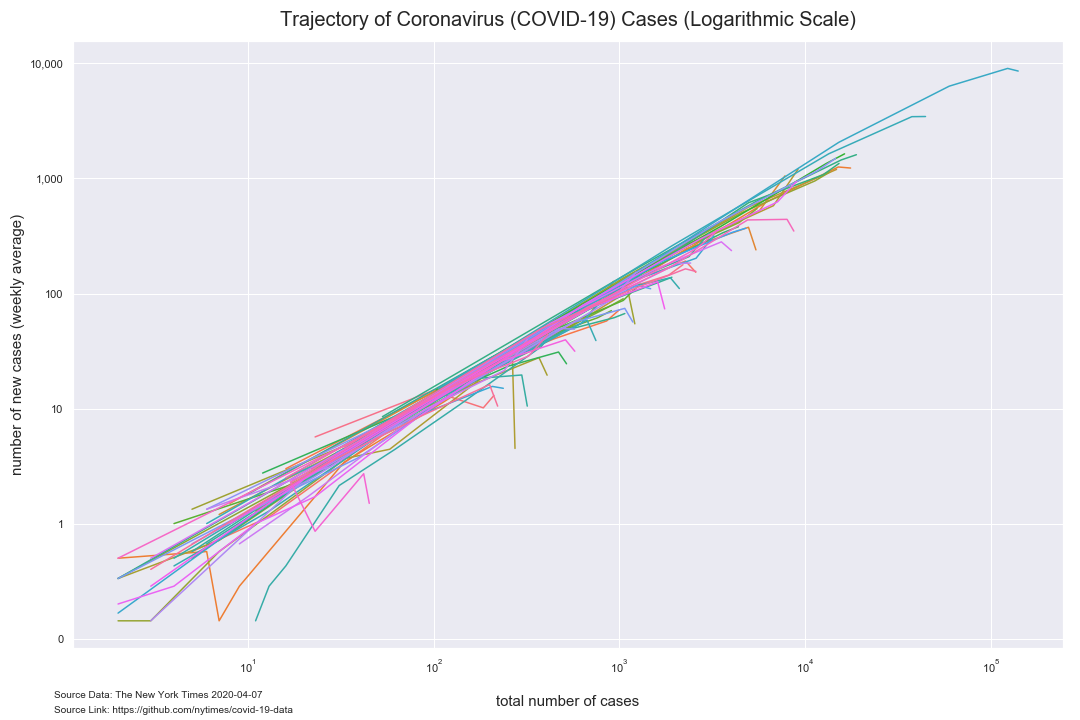 Trajectory of Coronavirus (COVID-19) Cases (Logarithmic Scale)
10,000
1,000
100
10
1
0
number of new cases (weekly average)
10¹ 10² 10³ 10⁴ 10⁵
total number of cases
Source Data: The New York Times 2020-04-07
Source Link: https://github.com/nytimes/covid-19-data